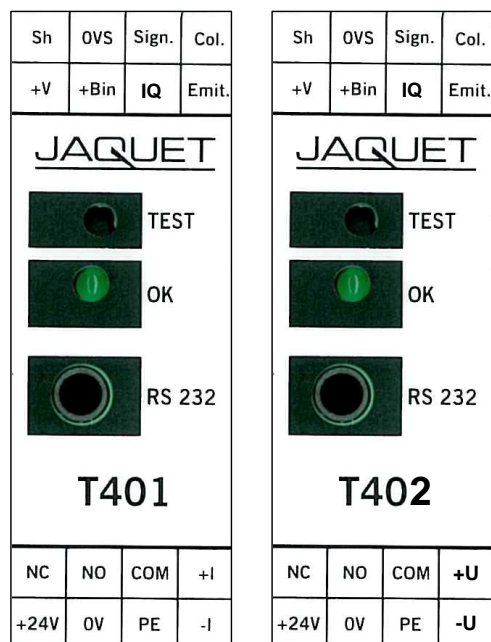 Sh OVS Sign. Col.
+V +Bin IQ Emit.
JAQUET
TEST
OK
RS 232
T401
NC NO COM +I
+24V 0V PE -I
Sh OVS Sign. Col.
+V +Bin IQ Emit.
JAQUET
TEST
OK
RS 232
T402
NC NO COM +U
+24V 0V PE -U